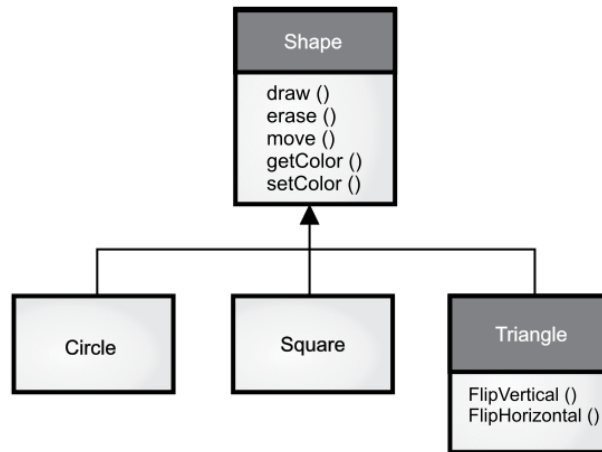 Shape
draw ()
erase ()
move ()
getColor ()
setColor ()
Circle
Square
Triangle
FlipVertical ()
FlipHorizontal ()